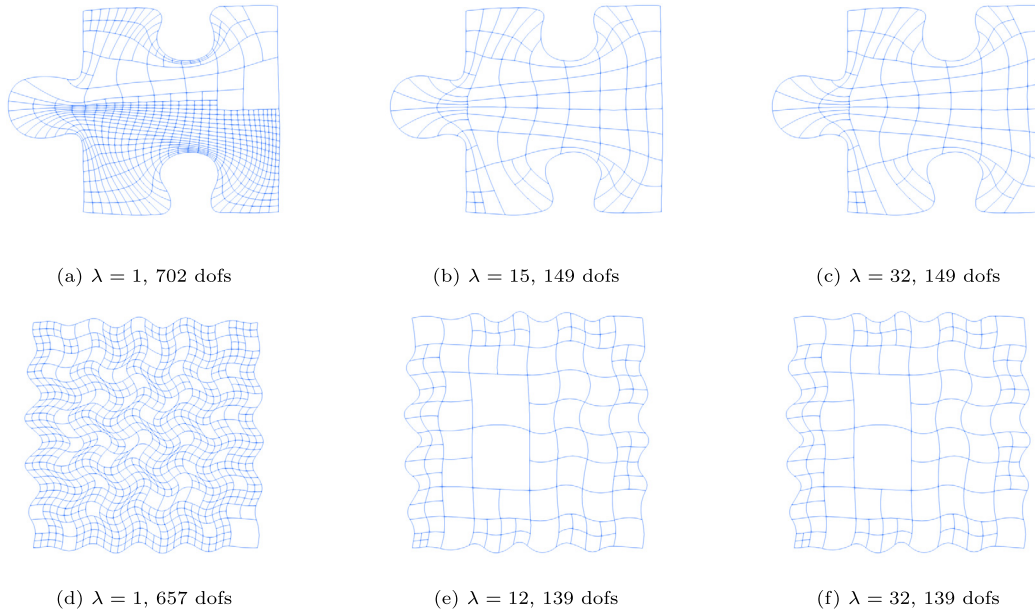 (a) λ = 1, 702 dofs
(b) λ = 15, 149 dofs
(c) λ = 32, 149 dofs
(d) λ = 1, 657 dofs
(e) λ = 12, 139 dofs
(f) λ = 32, 139 dofs